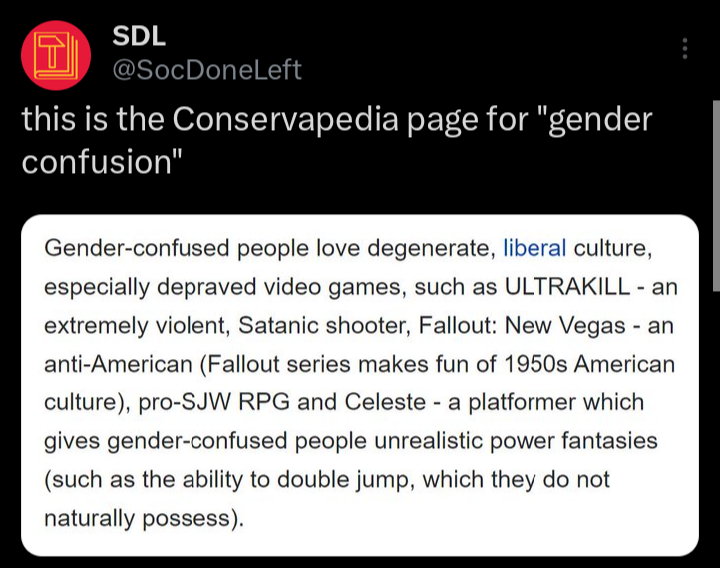 SDL
@SocDoneLeft
this is the Conservapedia page for "gender
confusion"
Gender-confused people love degenerate, liberal culture,
especially depraved video games, such as ULTRAKILL - an
extremely violent, Satanic shooter, Fallout: New Vegas - an
anti-American (Fallout series makes fun of 1950s American
culture), pro-SJW RPG and Celeste - a platformer which
gives gender-confused people unrealistic power fantasies
(such as the ability to double jump, which they do not
naturally possess).